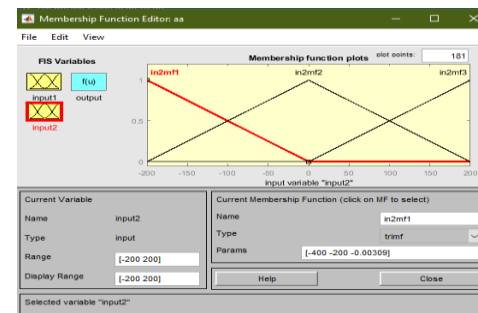 Membership Function Editor: aa
File Edit View
FIS Variables
f(u)
input1 output
input2
Membership function plots plot points: 181
in2mf1 in2mf2 in2mf3
1
0.5
0
-200 -150 -100 -50 0 50 100 150 200
input variable "input2"
Current Variable
Name input2
Type input
Range [-200 200]
Display Range [-200 200]
Current Membership Function (click on MF to select)
Name in2mf1
Type trimf
Params [-400 -200 -0.00309]
Help Close
Selected variable "input2"